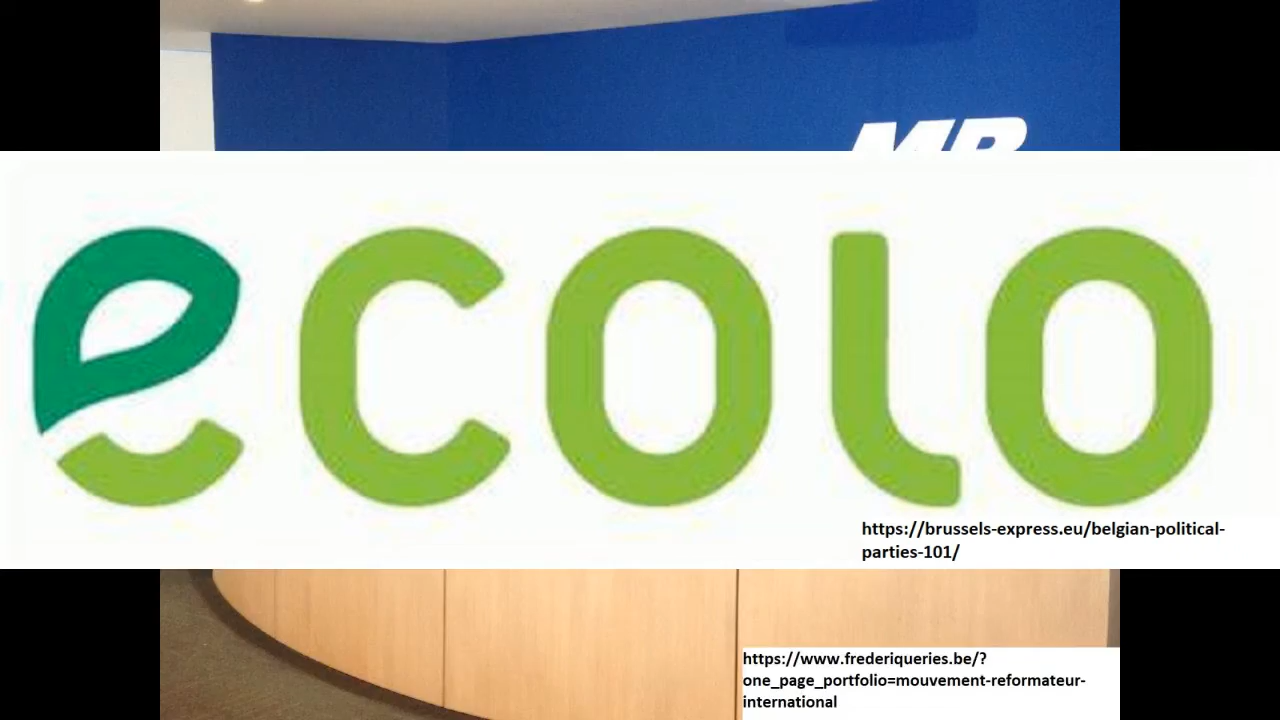 MR
ecolo
https://brussels-express.eu/belgian-political-
parties-101/
https://www.frederiqueries.be/?
one_page_portfolio=mouvement-reformateur-
international